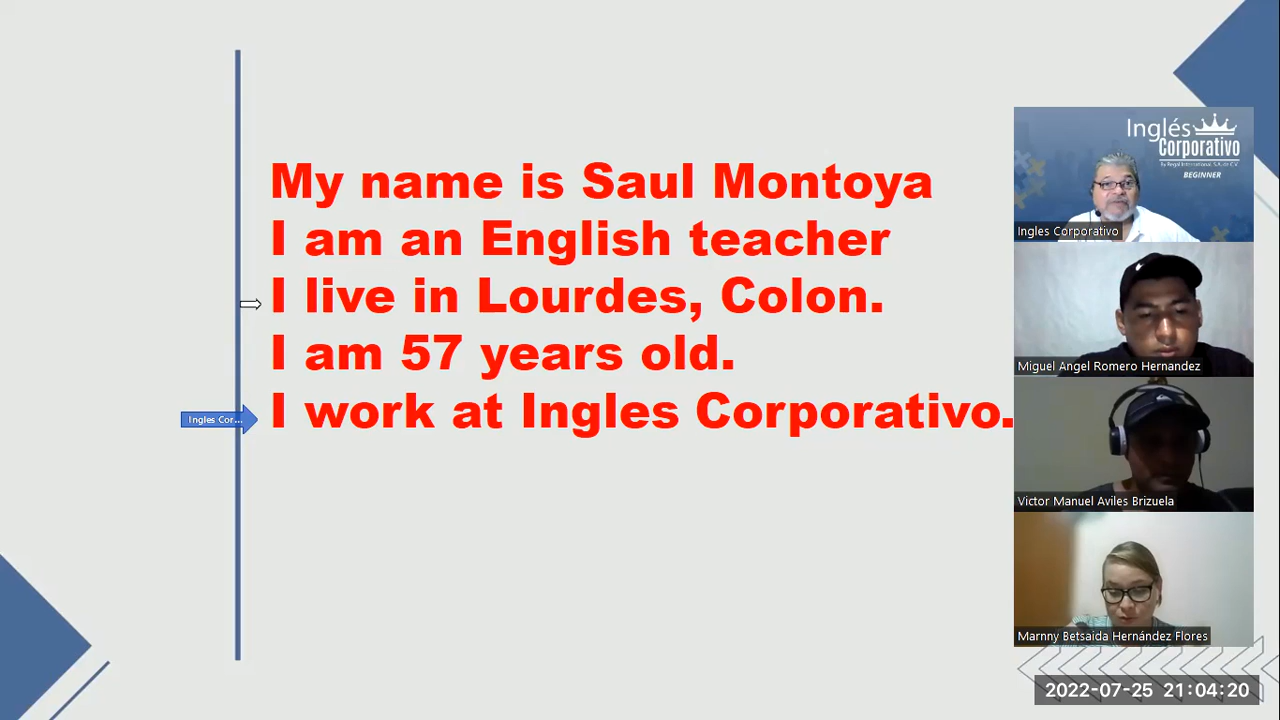 My name is Saul Montoya
I am an English teacher
I live in Lourdes, Colon.
I am 57 years old.
Ingles Cor...
I work at Ingles Corporativo.
Inglés
Corporativo
BEGINNER
Ingles Corporativo
Miguel Angel Romero Hernandez
Victor Manuel Aviles Brizuela
Marnny Betsaida Hernández Flores
2022-07-25 21:04:20